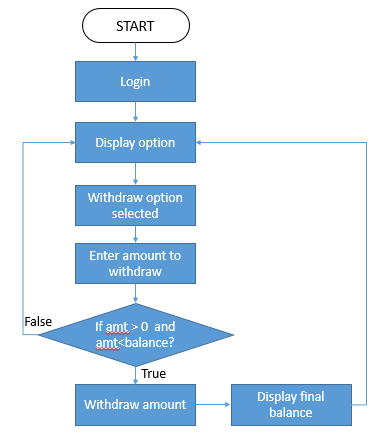 START
Login
Display option
Withdraw option
selected
Enter amount to
withdraw
If amt > 0 and
amt<balance?
False
True
Withdraw amount
Display final
balance